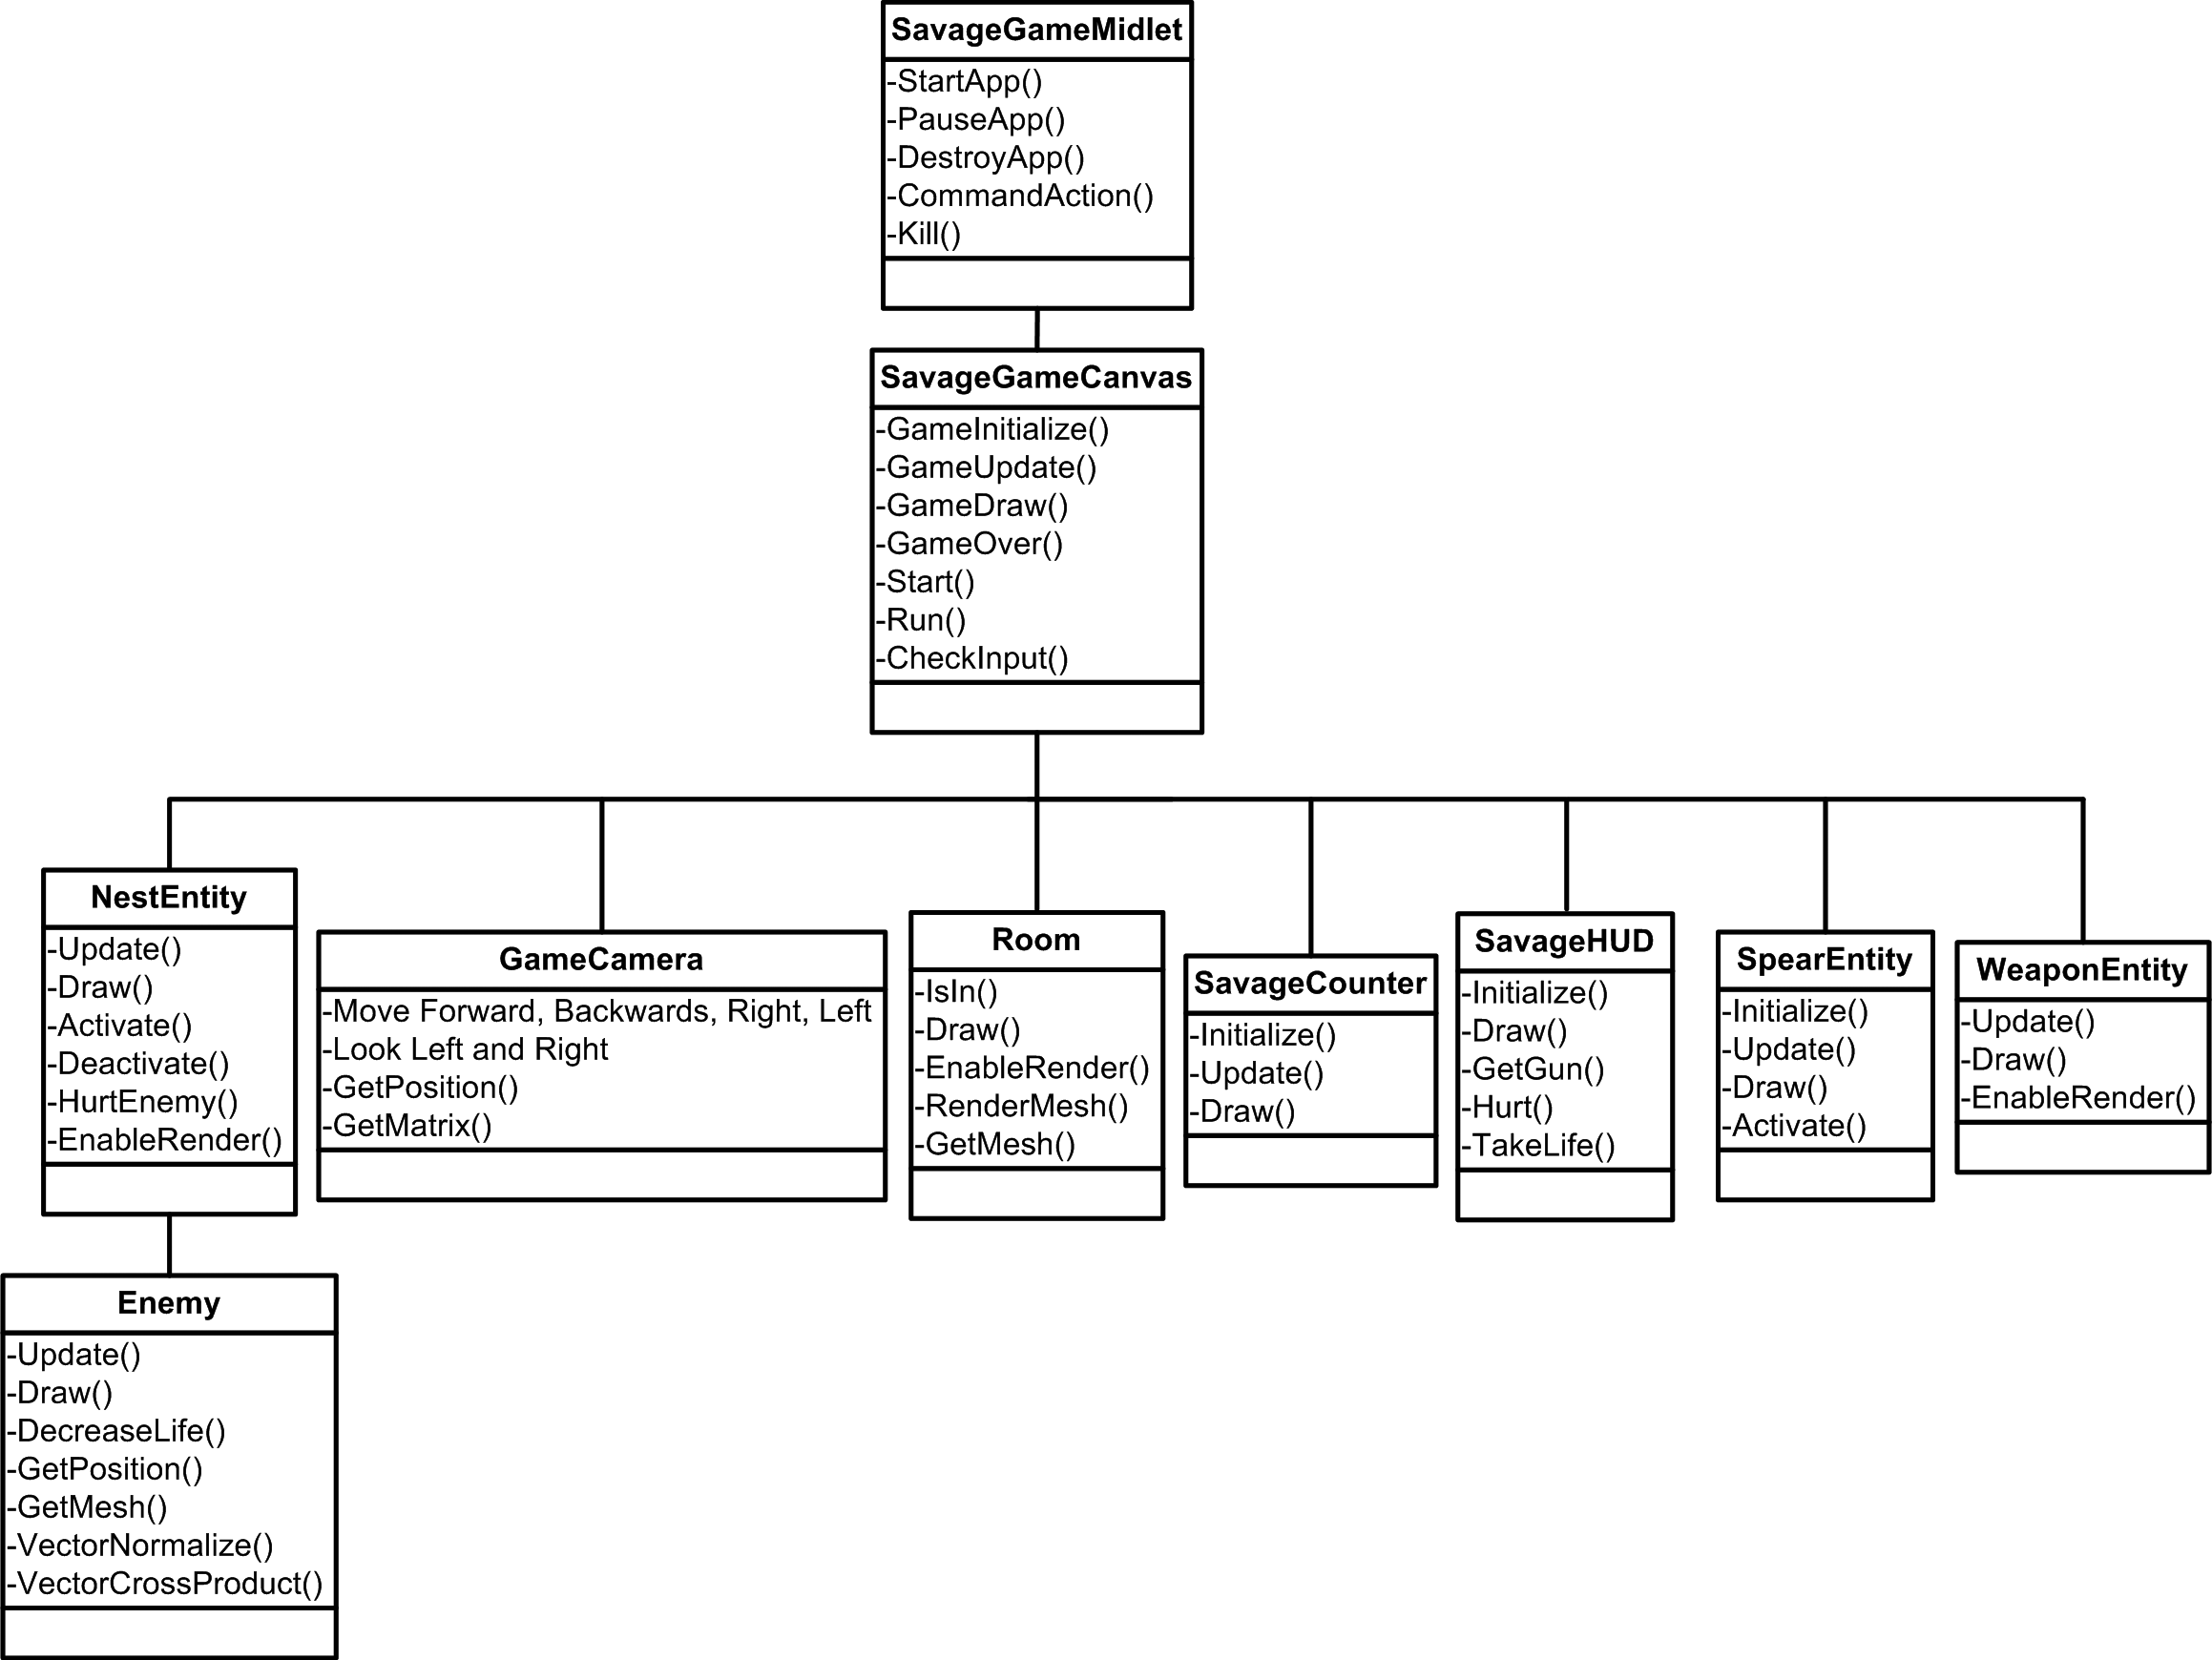 SavageGameMidlet
-StartApp()
-PauseApp()
-DestroyApp()
-CommandAction()
-Kill()
SavageGameCanvas
-GameInitialize()
-GameUpdate()
-GameDraw()
-GameOver()
-Start()
-Run()
-CheckInput()
NestEntity
-Update()
-Draw()
-Activate()
-Deactivate()
-HurtEnemy()
-EnableRender()
GameCamera
-Move Forward, Backwards, Right, Left
-Look Left and Right
-GetPosition()
-GetMatrix()
Room
-IsIn()
-Draw()
-EnableRender()
-RenderMesh()
-GetMesh()
SavageCounter
-Initialize()
-Update()
-Draw()
SavageHUD
-Initialize()
-Draw()
-GetGun()
-Hurt()
-TakeLife()
SpearEntity
-Initialize()
-Update()
-Draw()
-Activate()
WeaponEntity
-Update()
-Draw()
-EnableRender()
Enemy
-Update()
-Draw()
-DecreaseLife()
-GetPosition()
-GetMesh()
-VectorNormalize()
-VectorCrossProduct()